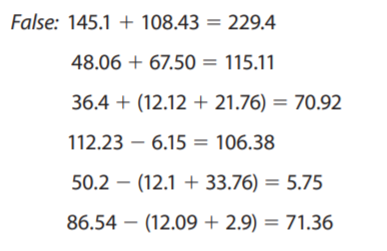 False: 145.1 + 108.43 = 229.4
48.06 + 67.50 = 115.11
36.4 + (12.12 + 21.76) = 70.92
112.23 – 6.15 = 106.38
50.2 – (12.1 + 33.76) = 5.75
86.54 – (12.09 + 2.9) = 71.36